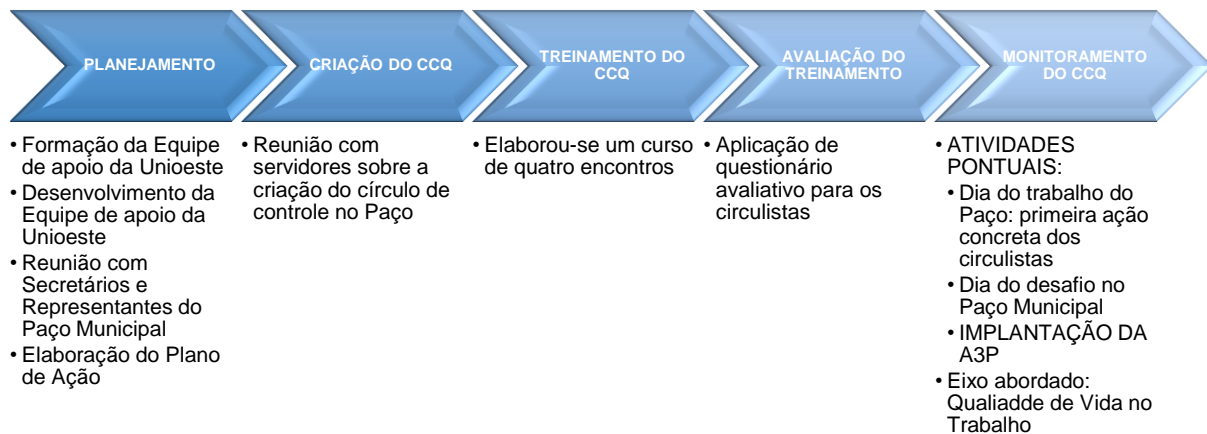 PLANEJAMENTO
• Formação da Equipe
de apoio da Unioeste
• Desenvolvimento da
Equipe de apoio da
Unioeste
• Reunião com
Secretários e
Representantes do
Paço Municipal
• Elaboração do Plano
de Ação
CRIAÇÃO DO CCQ
• Reunião com
servidores sobre a
criação do círculo de
controle no Paço
TREINAMENTO DO
CCQ
• Elaborou-se um curso
de quatro encontros
AVALIAÇÃO DO
TREINAMENTO
• Aplicação de
questionário
avaliativo para os
circulistas
MONITORAMENTO
DO CCQ
• ATIVIDADES
PONTUAIS:
• Dia do trabalho do
Paço: primeira ação
concreta dos
circulistas
• Dia do desafio no
Paço Municipal
• IMPLANTAÇÃO DA
A3P
• Eixo abordado:
Qualiadde de Vida no
Trabalho